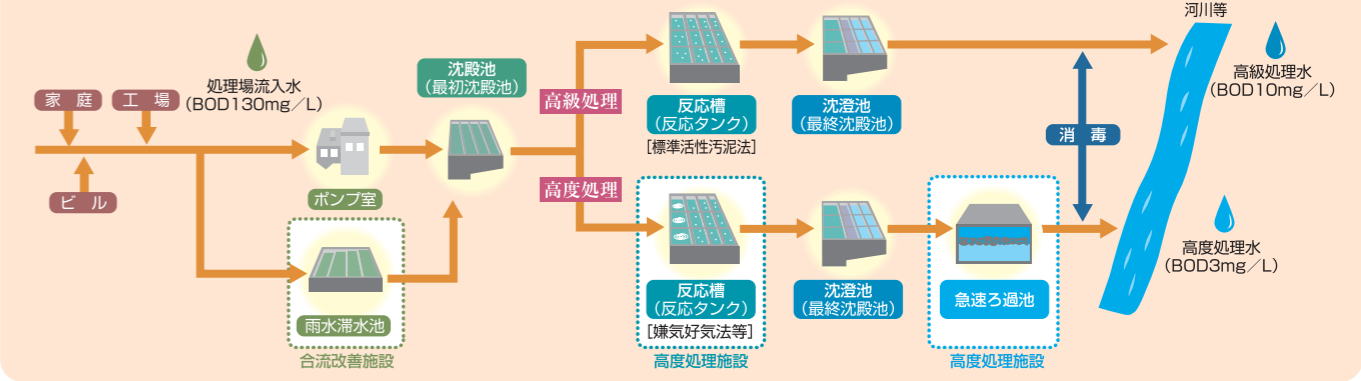 家庭
工場
ビル
処理場流入水
(BOD130mg/L)
ポンプ室
雨水滞水池
合流改善施設
沈殿池
(最初沈殿池)
高級処理
反応槽
(反応タンク)
[標準活性汚泥法]
沈澄池
(最終沈殿池)
高度処理
反応槽
(反応タンク)
[嫌気好気法等]
高度処理施設
沈澄池
(最終沈殿池)
急速ろ過池
高度処理施設
消毒
河川等
高級処理水
(BOD10mg/L)
高度処理水
(BOD3mg/L)